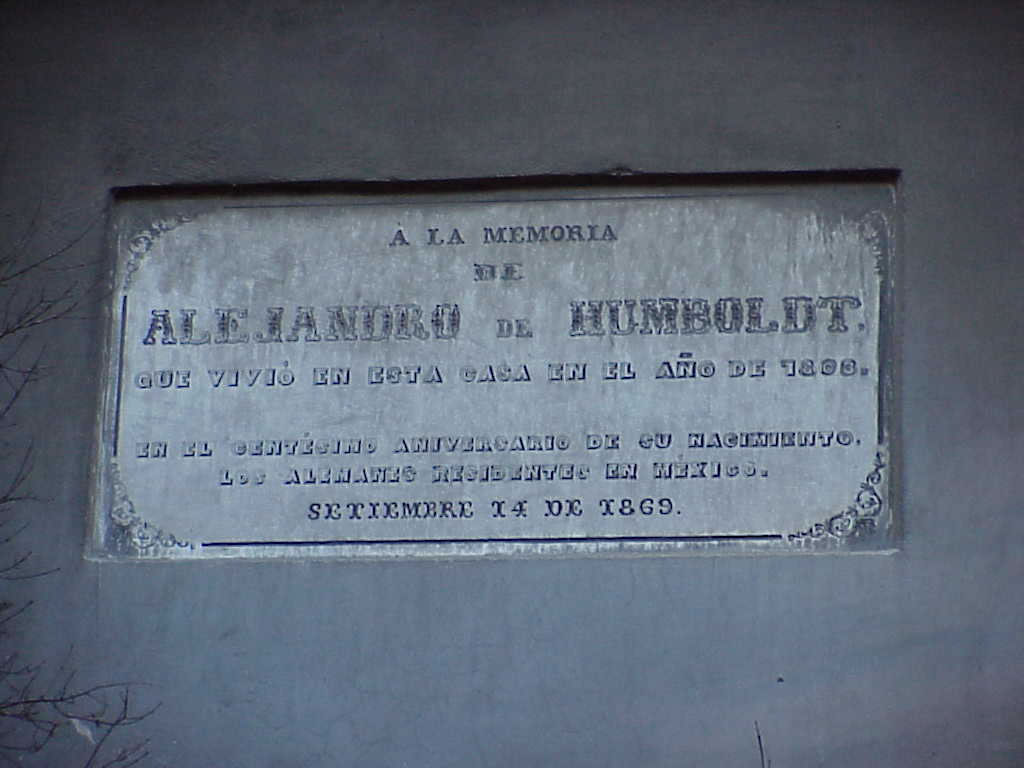 Á LA MEMORIA
DE
ALEJANDRO DE HUMBOLDT.
QUE VIVIÓ EN ESTA CASA EN EL AÑO DE 1803.
EN EL CENTÉSIMO ANIVERSARIO DE SU NACIMIENTO.
LOS ALEMANES RESIDENTES EN MÉXICO.
SETIEMBRE 14 DE 1869.